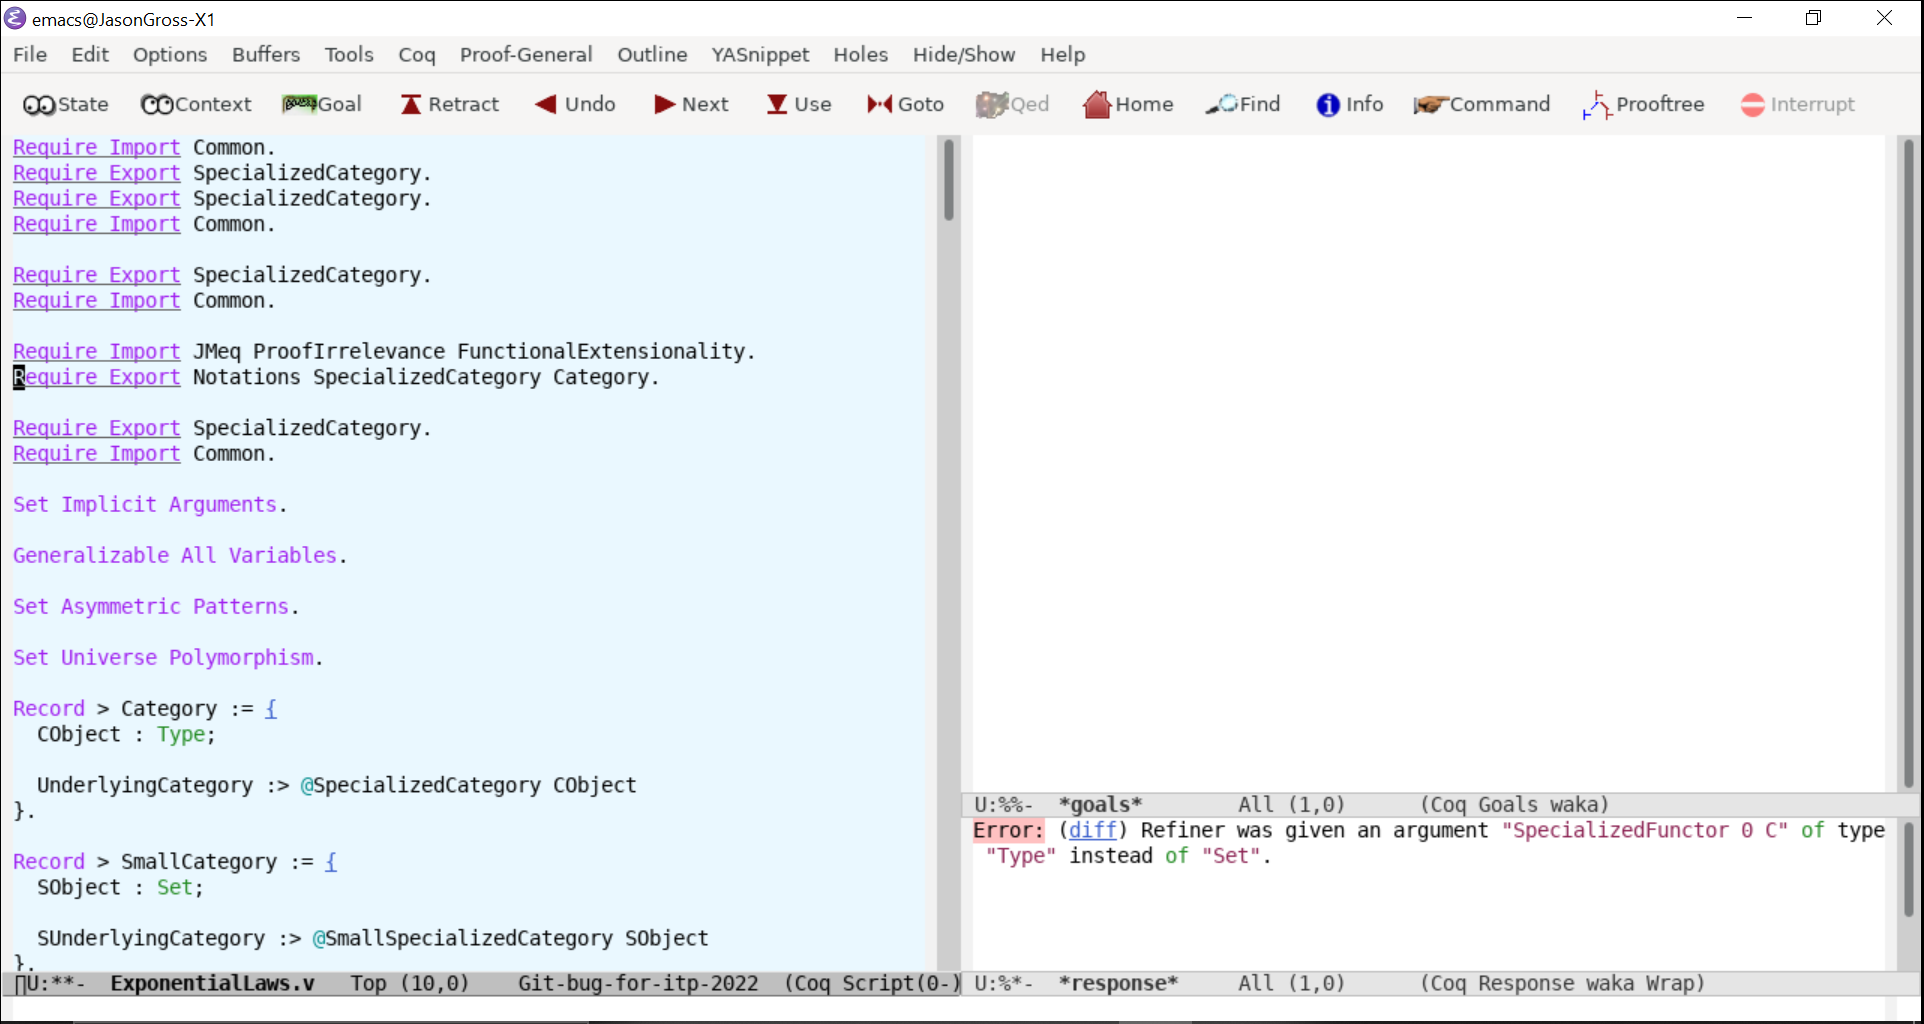 emacs@JasonGross-X1
File Edit Options Buffers Tools Coq Proof-General Outline YASnippet Holes Hide/Show Help
State Context Goal Retract Undo Next Use Goto Qed Home Find Info Command Prooftree Interrupt
Require Import Common.
Require Export SpecializedCategory.
Require Export SpecializedCategory.
Require Import Common.
Require Export SpecializedCategory.
Require Import Common.
Require Import JMeq ProofIrrelevance FunctionalExtensionality.
Require Export Notations SpecializedCategory Category.
Require Export SpecializedCategory.
Require Import Common.
Set Implicit Arguments.
Generalizable All Variables.
Set Asymmetric Patterns.
Set Universe Polymorphism.
Record > Category := {
  CObject : Type;
  UnderlyingCategory :> @SpecializedCategory CObject
}.
Record > SmallCategory := {
  SObject : Set;
  SUnderlyingCategory :> @SmallSpecializedCategory SObject
}.
U:**-  ExponentialLaws.v   Top (10,0)    Git-bug-for-itp-2022  (Coq Script(0-)
U:%%-  *goals*        All (1,0)      (Coq Goals waka)
Error: (diff) Refiner was given an argument "SpecializedFunctor 0 C" of type
 "Type" instead of "Set".
U:%*-  *response*     All (1,0)      (Coq Response waka Wrap)